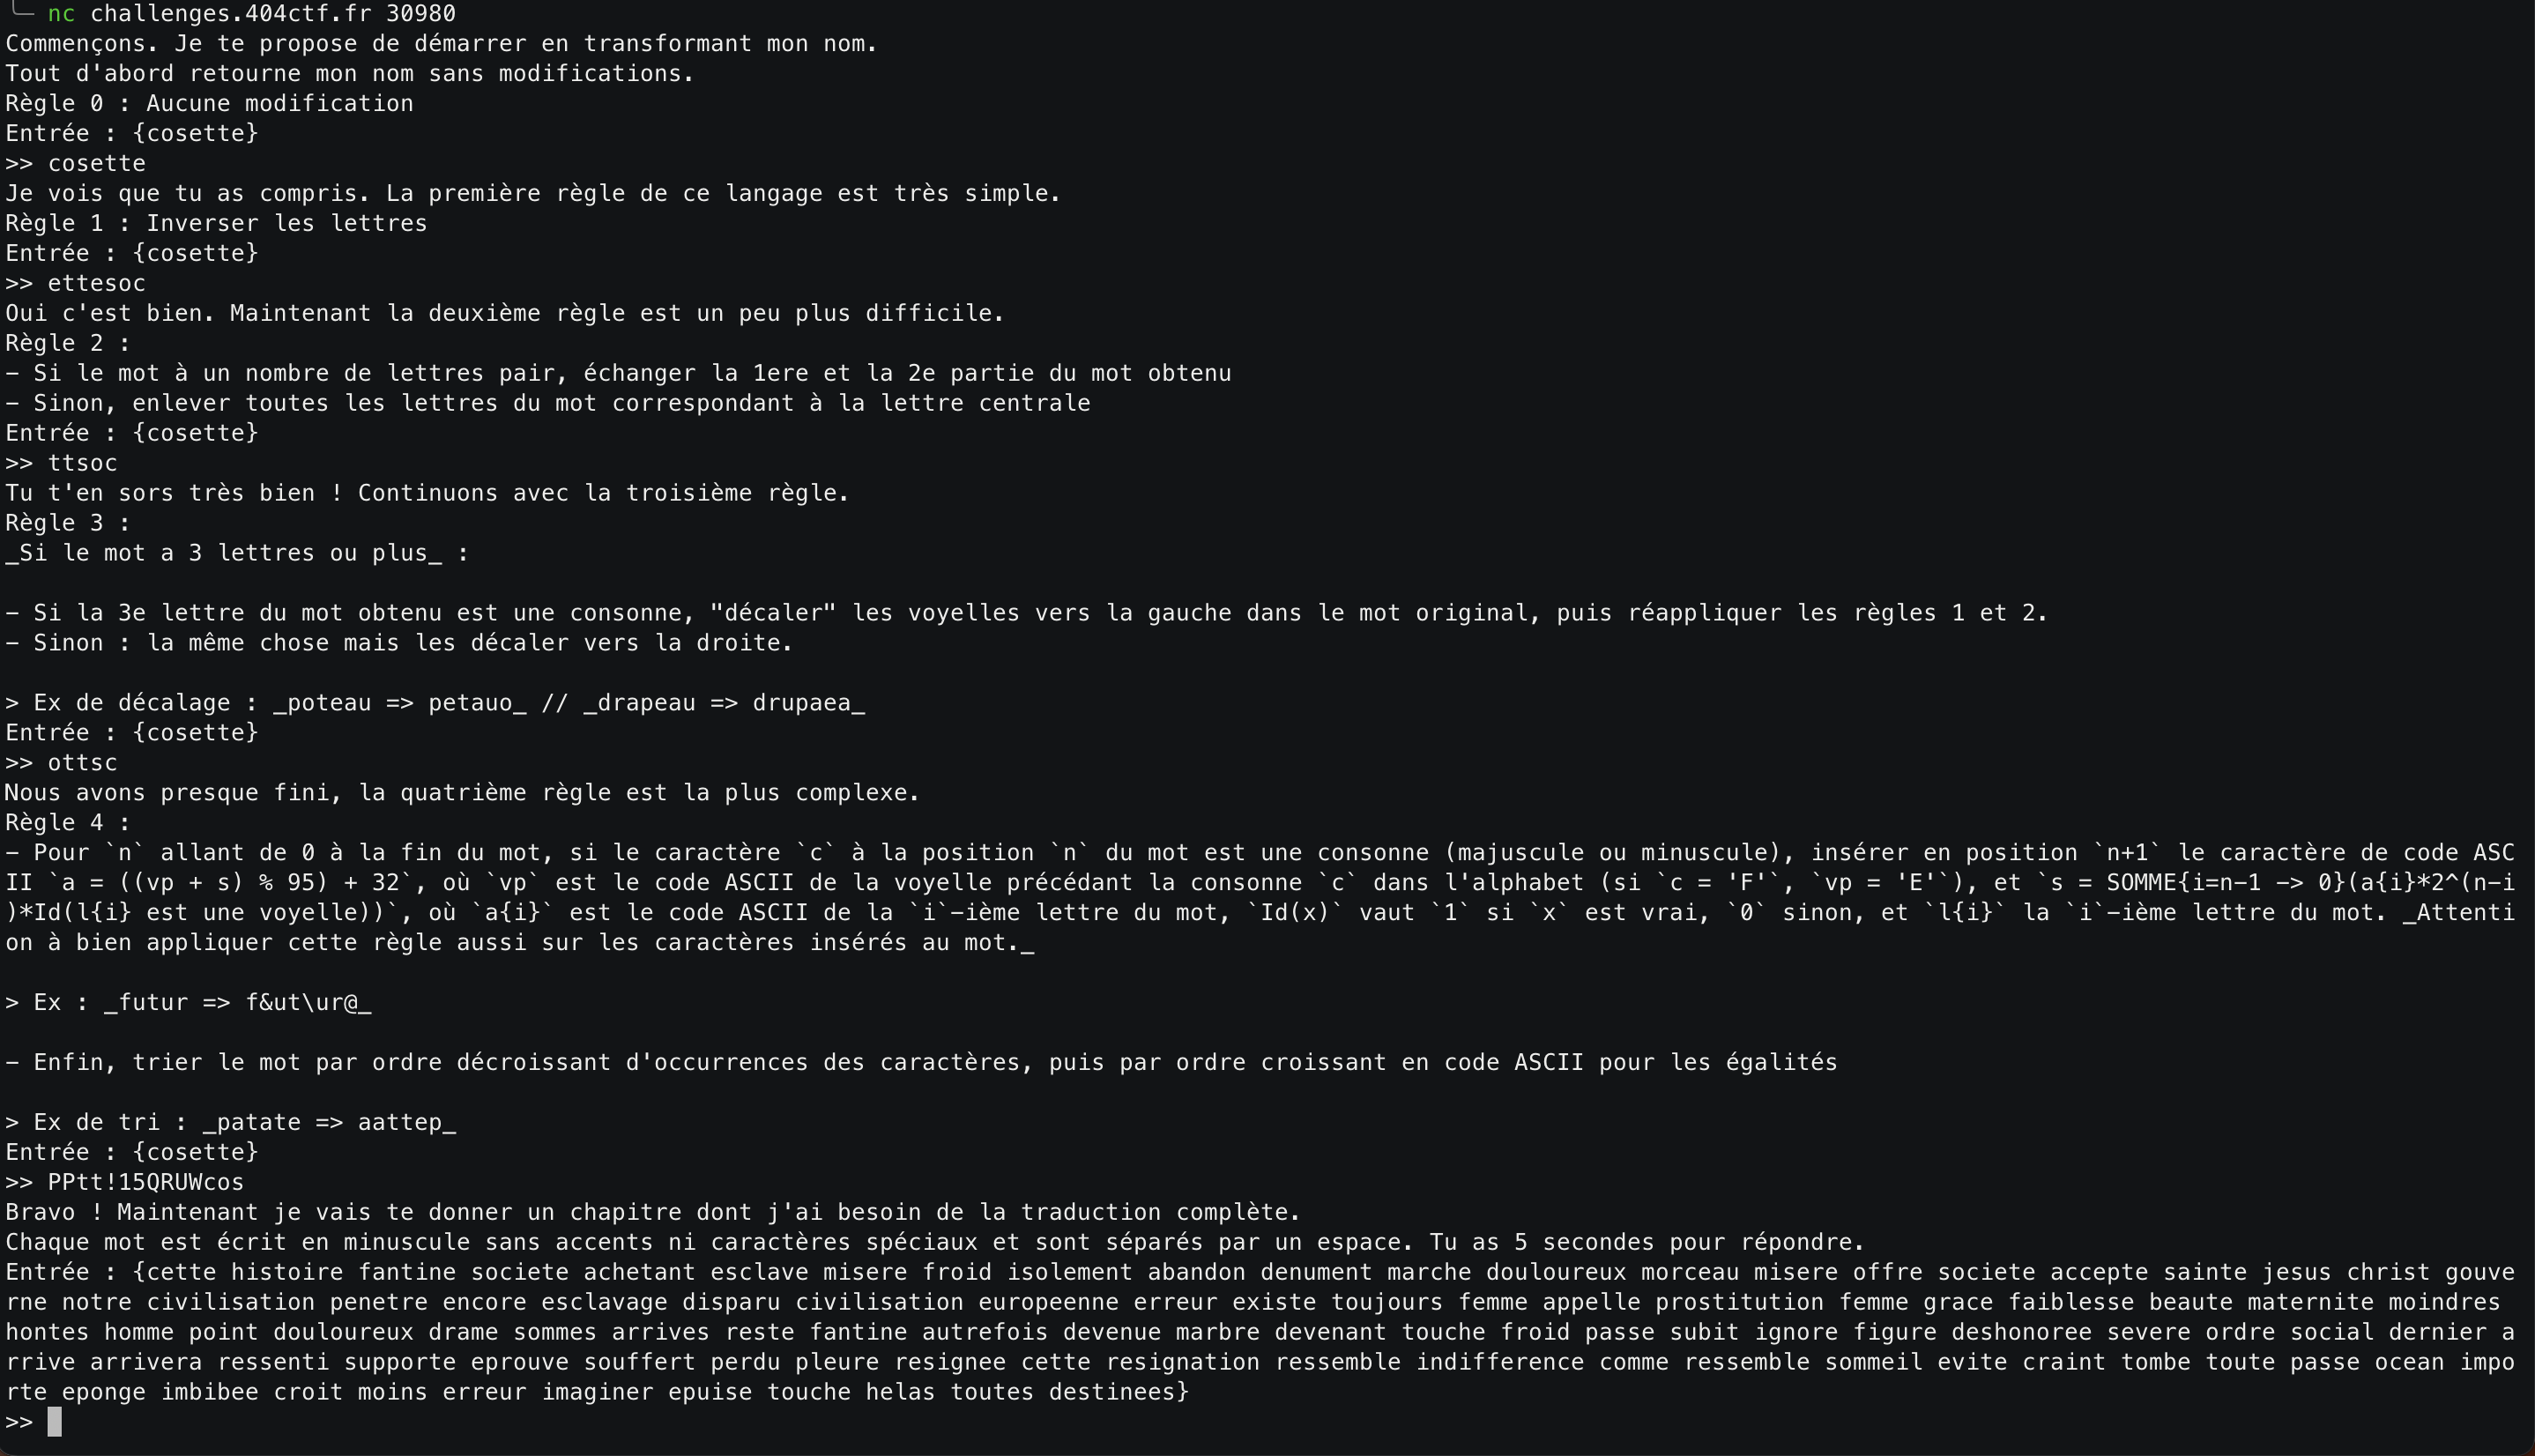 ╰─ nc challenges.404ctf.fr 30980
Commençons. Je te propose de démarrer en transformant mon nom.
Tout d'abord retourne mon nom sans modifications.
Règle 0 : Aucune modification
Entrée : {cosette}
>> cosette
Je vois que tu as compris. La première règle de ce langage est très simple.
Règle 1 : Inverser les lettres
Entrée : {cosette}
>> ettesoc
Oui c'est bien. Maintenant la deuxième règle est un peu plus difficile.
Règle 2 :
- Si le mot à un nombre de lettres pair, échanger la 1ere et la 2e partie du mot obtenu
- Sinon, enlever toutes les lettres du mot correspondant à la lettre centrale
Entrée : {cosette}
>> ttsoc
Tu t'en sors très bien ! Continuons avec la troisième règle.
Règle 3 :
_Si le mot a 3 lettres ou plus_ :

- Si la 3e lettre du mot obtenu est une consonne, "décaler" les voyelles vers la gauche dans le mot original, puis réappliquer les règles 1 et 2.
- Sinon : la même chose mais les décaler vers la droite.

> Ex de décalage : _poteau => petauo_ // _drapeau => drupaea_
Entrée : {cosette}
>> ottsc
Nous avons presque fini, la quatrième règle est la plus complexe.
Règle 4 :
- Pour `n` allant de 0 à la fin du mot, si le caractère `c` à la position `n` du mot est une consonne (majuscule ou minuscule), insérer en position `n+1` le caractère de code ASC
II `a = ((vp + s) % 95) + 32`, où `vp` est le code ASCII de la voyelle précédant la consonne `c` dans l'alphabet (si `c = 'F'`, `vp = 'E'`), et `s = SOMME{i=n-1 -> 0}(a{i}*2^(n-i
)*Id(l{i} est une voyelle))`, où `a{i}` est le code ASCII de la `i`-ième lettre du mot, `Id(x)` vaut `1` si `x` est vrai, `0` sinon, et `l{i}` la `i`-ième lettre du mot. _Attenti
on à bien appliquer cette règle aussi sur les caractères insérés au mot._

> Ex : _futur => f&ut\ur@_

- Enfin, trier le mot par ordre décroissant d'occurrences des caractères, puis par ordre croissant en code ASCII pour les égalités

> Ex de tri : _patate => aattep_
Entrée : {cosette}
>> PPtt!15QRUWcos
Bravo ! Maintenant je vais te donner un chapitre dont j'ai besoin de la traduction complète.
Chaque mot est écrit en minuscule sans accents ni caractères spéciaux et sont séparés par un espace. Tu as 5 secondes pour répondre.
Entrée : {cette histoire fantine societe achetant esclave misere froid isolement abandon denument marche douloureux morceau misere offre societe accepte sainte jesus christ gouve
rne notre civilisation penetre encore esclavage disparu civilisation europeenne erreur existe toujours femme appelle prostitution femme grace faiblesse beaute maternite moindres
hontes homme point douloureux drame sommes arrives reste fantine autrefois devenue marbre devenant touche froid passe subit ignore figure deshonoree severe ordre social dernier a
rrive arrivera ressenti supporte eprouve souffert perdu pleure resignee cette resignation ressemble indifference comme ressemble sommeil evite craint tombe toute passe ocean impo
rte eponge imbibee croit moins erreur imaginer epuise touche helas toutes destinees}
>>